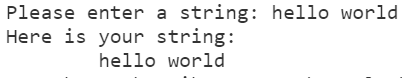 Please enter a string: hello world
Here is your string:
hello world